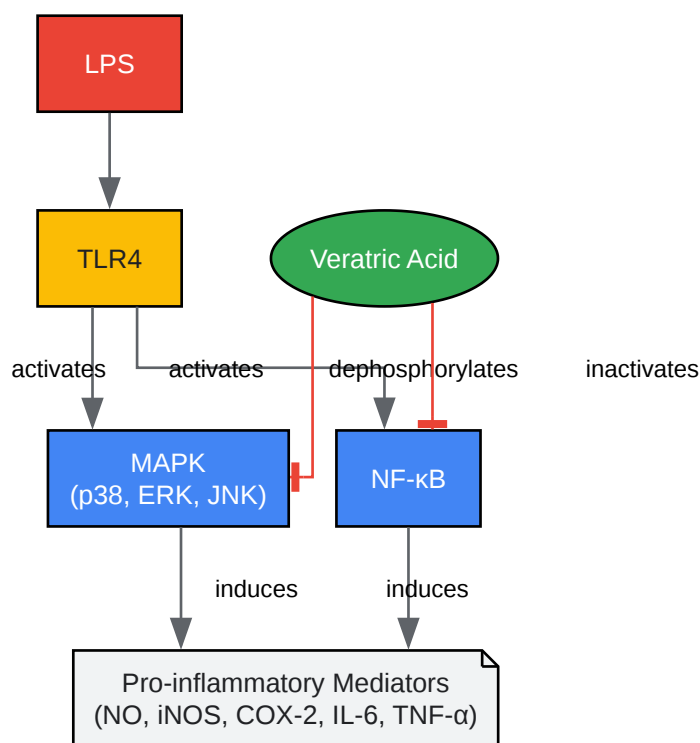 LPS
TLR4
Veratric Acid
activates
activates
dephosphorylates
inactivates
MAPK
(p38, ERK, JNK)
NF-κB
induces
induces
Pro-inflammatory Mediators
(NO, iNOS, COX-2, IL-6, TNF-α)